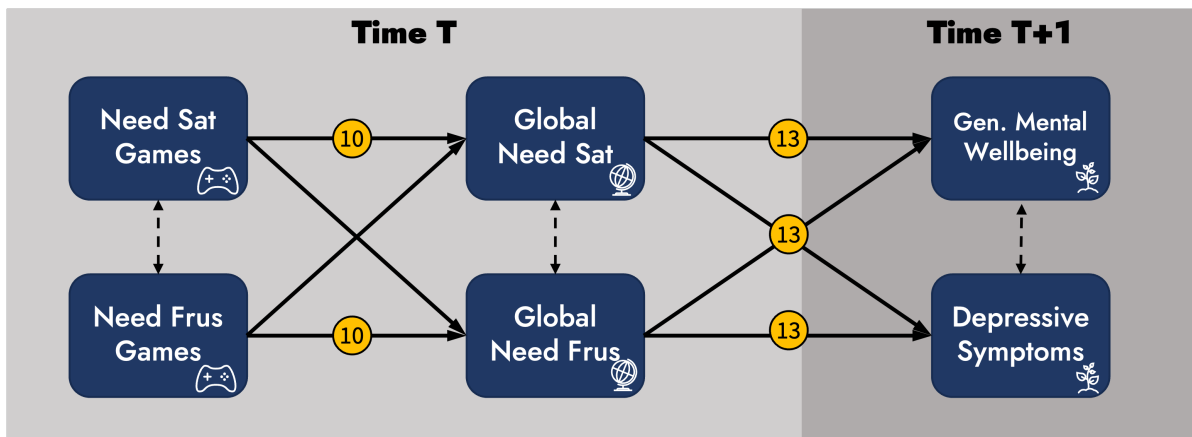 Time T
Time T+1
Need Sat
Games
10
Global
Need Sat
13
Gen. Mental
Wellbeing
13
Need Frus
Games
10
Global
Need Frus
13
Depressive
Symptoms